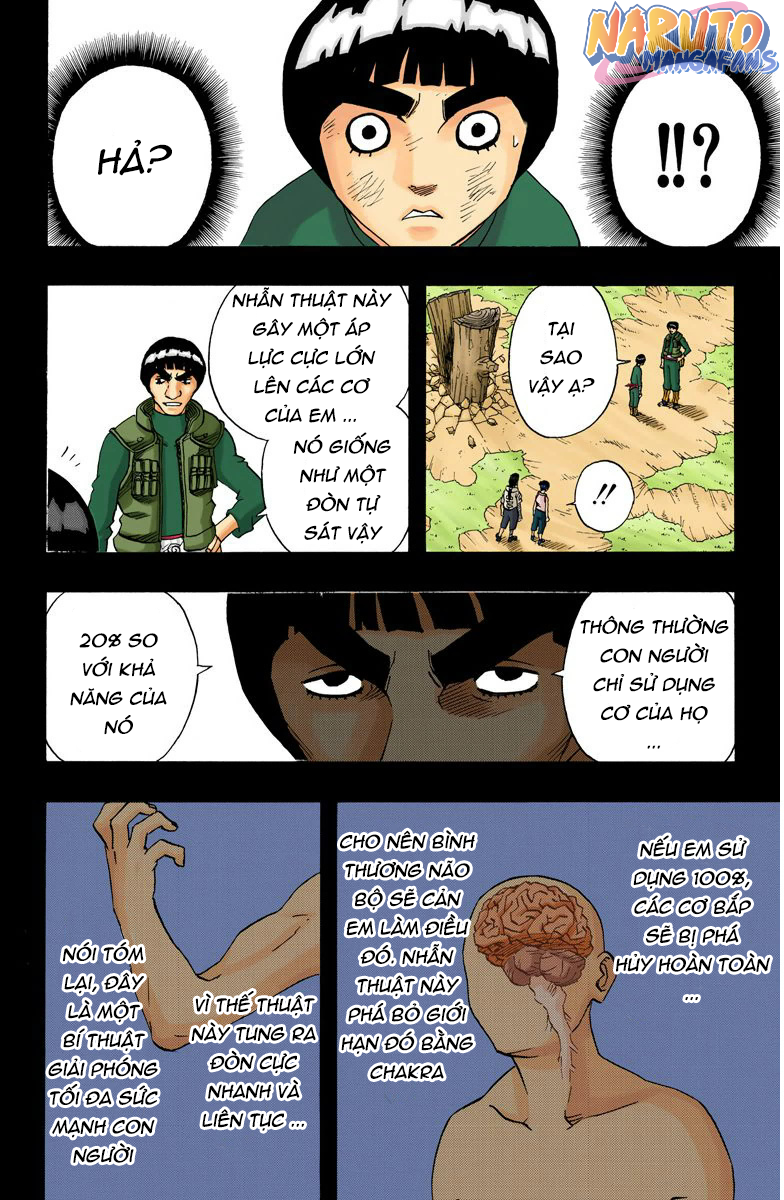 NARUTO
MANGAFANS
!!?
HẢ?
TẠI
SAO
VẬY Ạ?
!!
NHẪN THUẬT NÀY
GÂY MỘT ÁP
LỰC CỰC LỚN
LÊN CÁC CƠ
CỦA EM ...
NÓ GIỐNG
NHƯ MỘT
ĐÒN TỰ
SÁT VẬY
THÔNG THƯỜNG
CON NGƯỜI
CHỈ SỬ DỤNG
CƠ CỦA HỌ
...
20% SO
VỚI KHẢ
NĂNG CỦA
NÓ
NẾU EM SỬ
DỤNG 100%,
CÁC CƠ BẮP
SẼ BỊ PHÁ
HỦY HOÀN TOÀN
...
CHO NÊN BÌNH
THƯƠNG NÃO
BỘ SẼ CẢN
EM LÀM ĐIỀU
ĐÓ. NHẪN
THUẬT NÀY
PHÁ BỎ GIỚI
HẠN ĐÓ BẰNG
CHAKRA
VÌ THẾ THUẬT
NÀY TUNG RA
ĐÒN CỰC
NHANH VÀ
LIÊN TỤC ...
NÓI TÓM
LẠI, ĐÂY
LÀ MỘT
BÍ THUẬT
GIẢI PHÓNG
TỐI ĐA SỨC
MẠNH CON
NGƯỜI